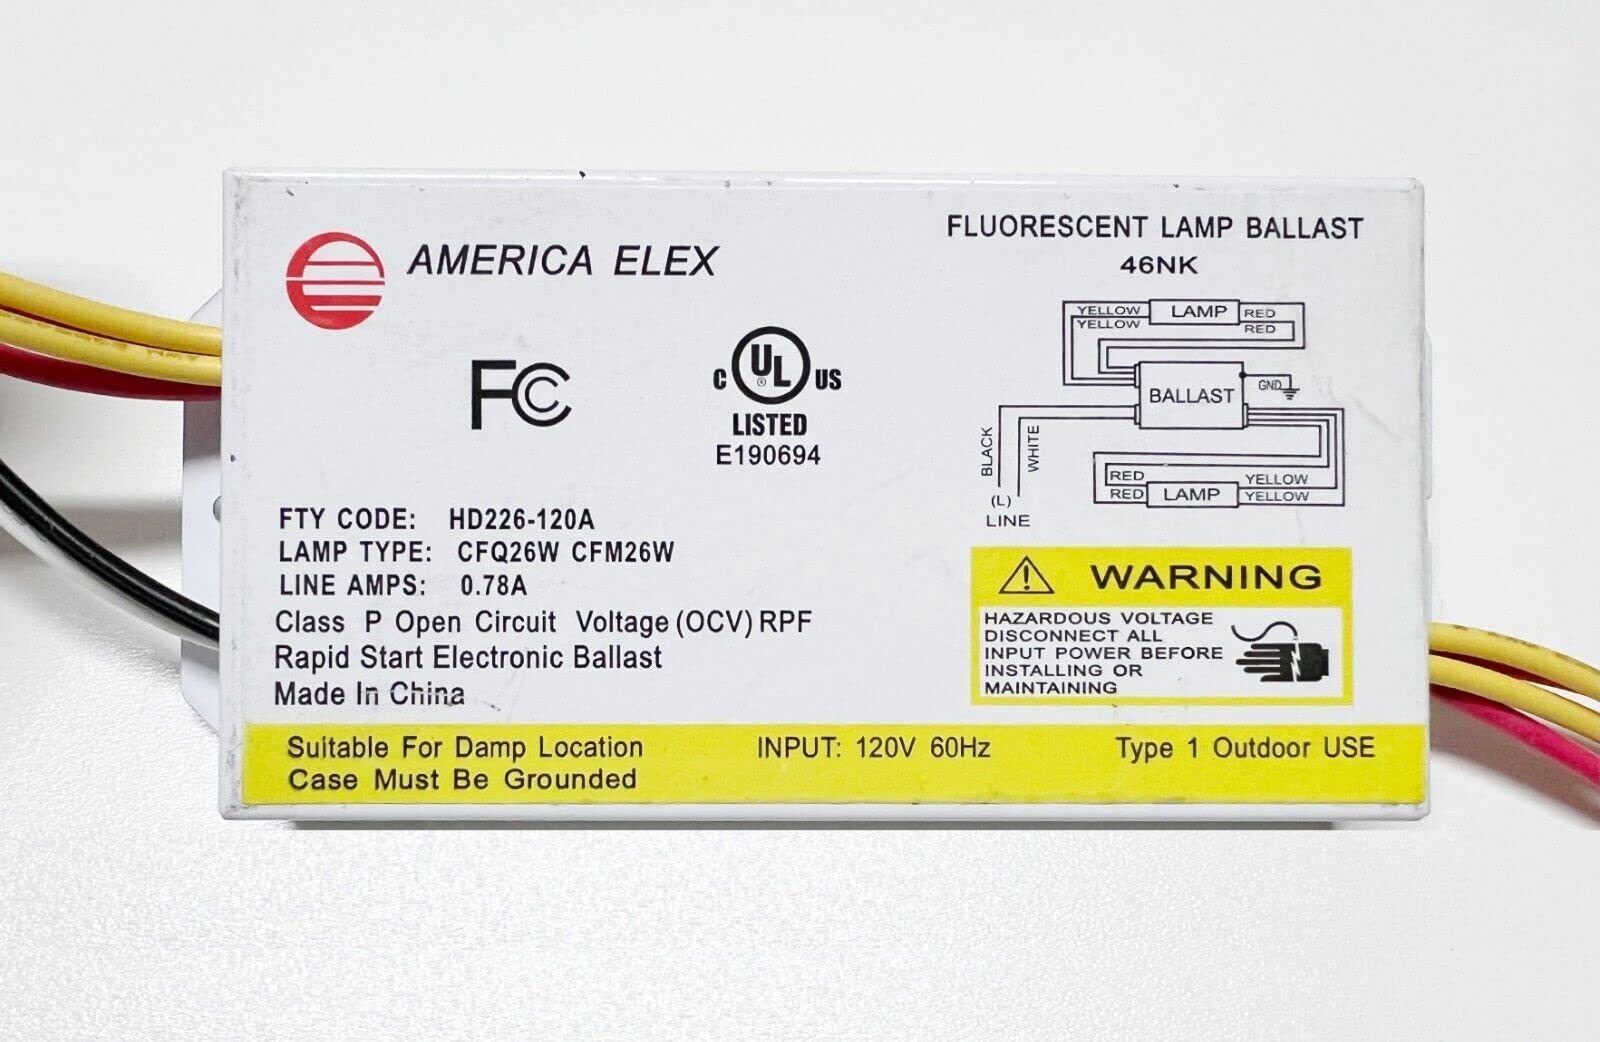 AMERICA ELEX
FC
C UL ® US
LISTED
E190694
FTY CODE: HD226-120A
LAMP TYPE: CFQ26W CFM26W
LINE AMPS: 0.78A
Class P Open Circuit Voltage (OCV) RPF
Rapid Start Electronic Ballast
Made In China
FLUORESCENT LAMP BALLAST
46NK
YELLOW LAMP RED
YELLOW RED
BALLAST GND
BLACK
WHITE
RED YELLOW
RED LAMP YELLOW
(L)
LINE
WARNING
HAZARDOUS VOLTAGE
DISCONNECT ALL
INPUT POWER BEFORE
INSTALLING OR
MAINTAINING
Suitable For Damp Location INPUT: 120V 60Hz Type 1 Outdoor USE
Case Must Be Grounded